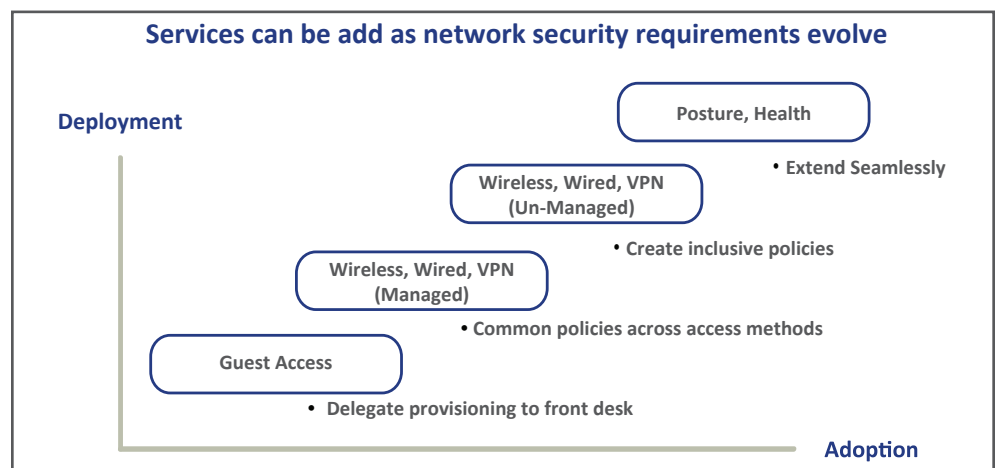 Services can be add as network security requirements evolve
Deployment
Posture, Health
• Extend Seamlessly
Wireless, Wired, VPN
(Un-Managed)
• Create inclusive policies
Wireless, Wired, VPN
(Managed)
• Common policies across access methods
Guest Access
• Delegate provisioning to front desk
Adoption